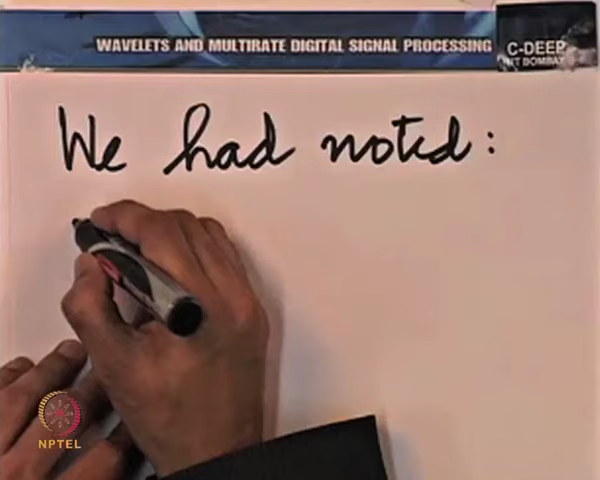 WAVELETS AND MULTIRATE DIGITAL SIGNAL PROCESSING
C-DEEP
IIT BOMBAY
We had noted:
NPTEL